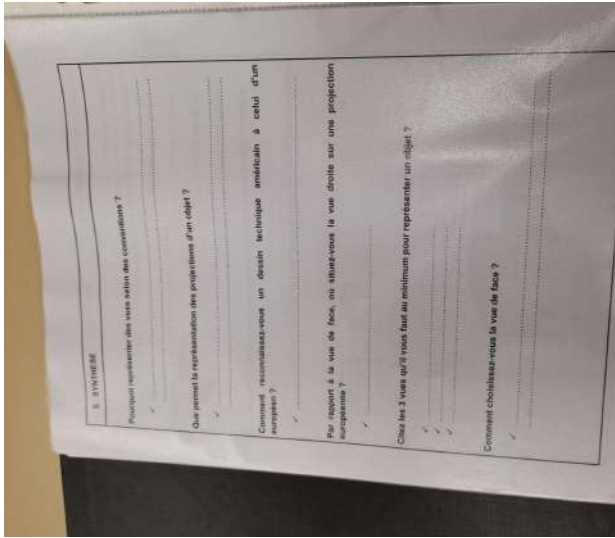 3. SYNTHESE
Pourquoi représenter des vues selon des conventions ?
Que permet la représentation des projections d'un objet ?
Comment reconnaissez-vous un dessin technique américain à celui d'un
européen ?
Par rapport à la vue de face, où situez-vous la vue droite sur une projection
européenne ?
Citez les 3 vues qu'il vous faut au minimum pour représenter un objet ?
Comment choisissez-vous la vue de face ?